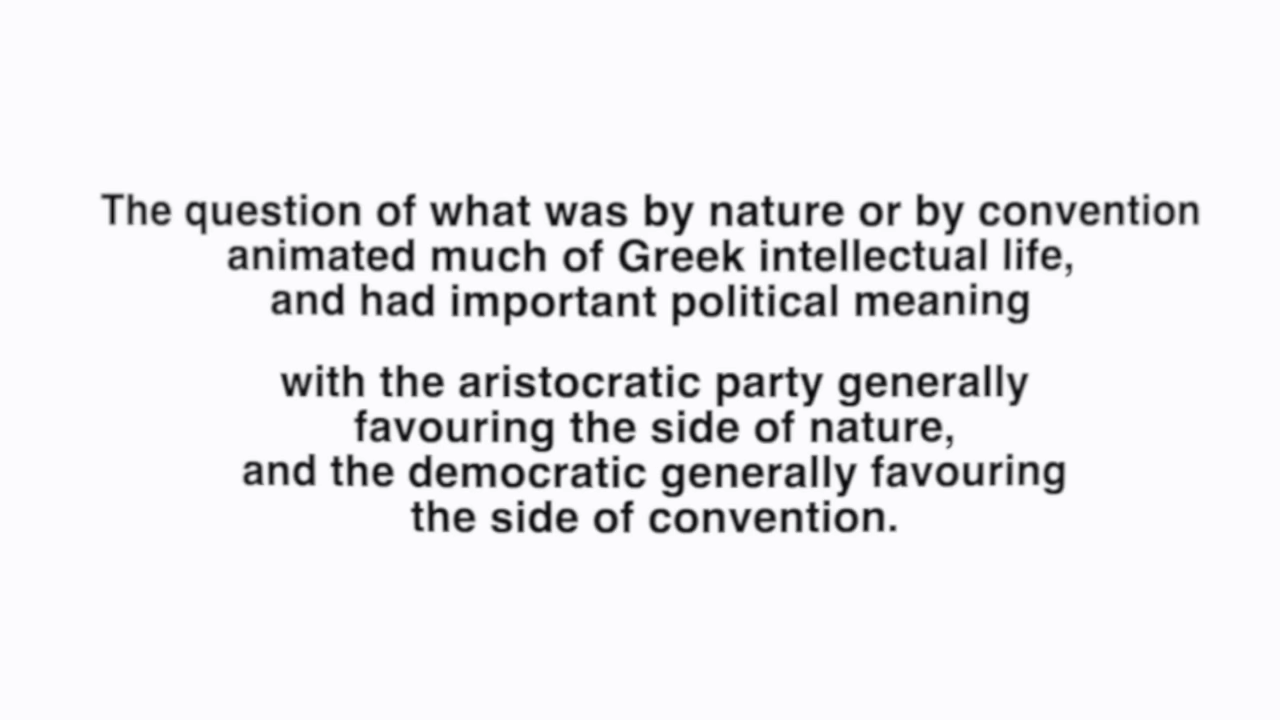 The question of what was by nature or by convention
animated much of Greek intellectual life,
and had important political meaning
with the aristocratic party generally
favouring the side of nature,
and the democratic generally favouring
the side of convention.